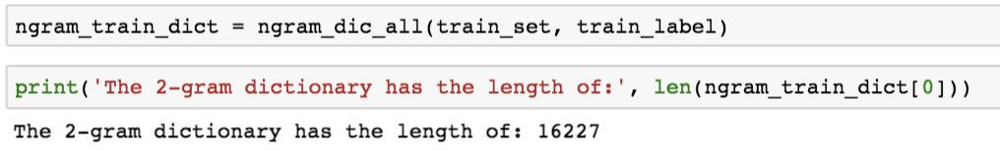 ngram_train_dict = ngram_dic_all(train_set, train_label)
print('The 2-gram dictionary has the length of:', len(ngram_train_dict[0]))
The 2-gram dictionary has the length of: 16227